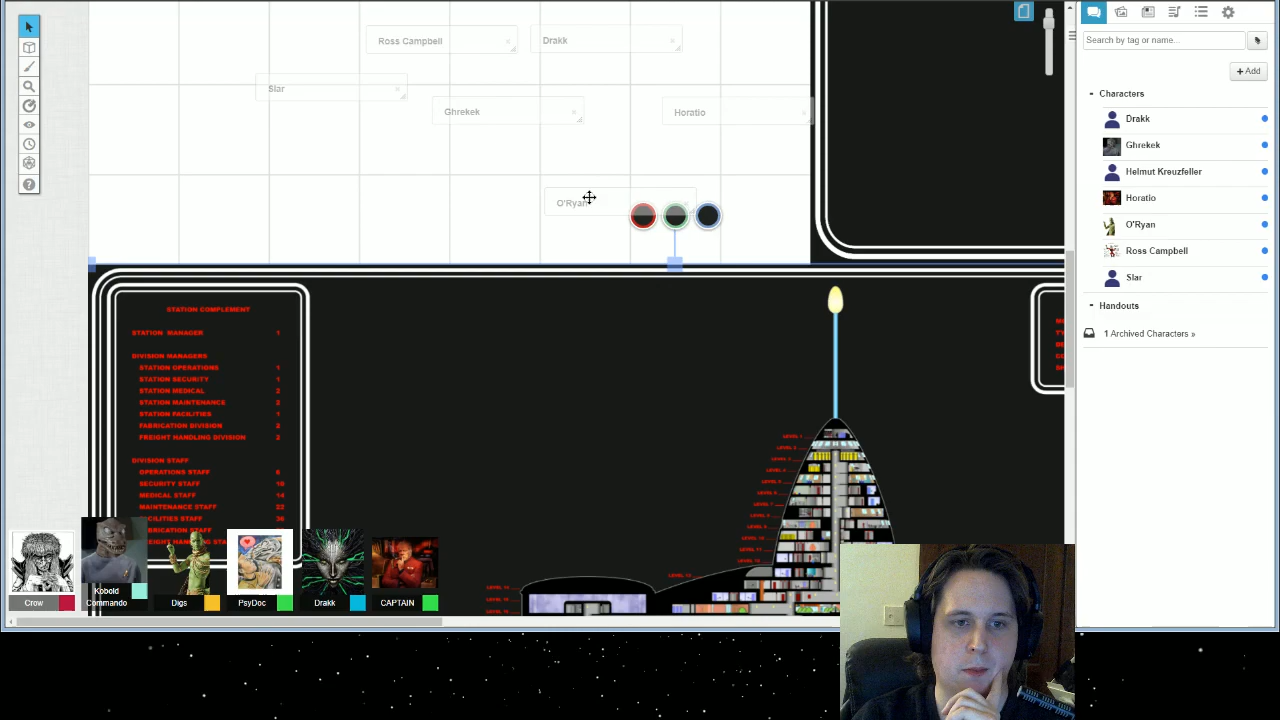 Ross Campbell
Drakk
Slar
Ghrekek
Horatio
O'Ryan
STATION COMPLEMENT
STATION MANAGER 1
DIVISION MANAGERS
STATION OPERATIONS 1
STATION SECURITY 1
STATION MEDICAL 2
STATION MAINTENANCE 2
STATION FACILITIES 1
FABRICATION DIVISION 2
FREIGHT HANDLING DIVISION 2
DIVISION STAFF
OPERATIONS STAFF 6
SECURITY STAFF 10
MEDICAL STAFF 14
MAINTENANCE STAFF 22
FACILITIES STAFF 36
LEVEL 1
Crow
Kobold Commando
Digs
PsyDoc
Drakk
CAPTAIN
Search by tag or name...
+ Add
Characters
Drakk
Ghrekek
Helmut Kreuzfeller
Horatio
O'Ryan
Ross Campbell
Slar
Handouts
1 Archived Characters »